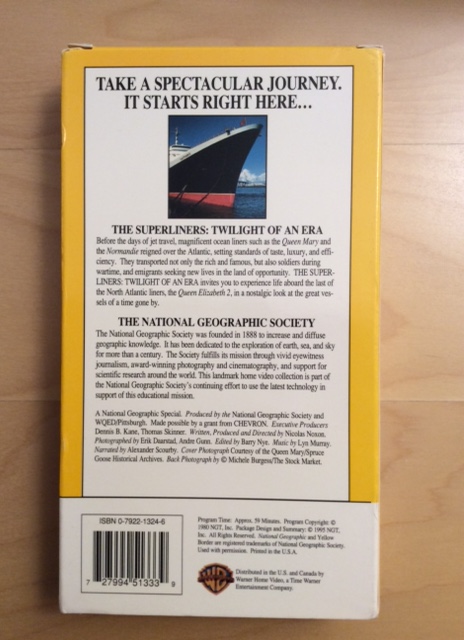 TAKE A SPECTACULAR JOURNEY.
IT STARTS RIGHT HERE...
THE SUPERLINERS: TWILIGHT OF AN ERA
Before the days of jet travel, magnificent ocean liners such as the Queen Mary and
the Normandie reigned over the Atlantic, setting standards of taste, luxury, and effi-
ciency. They transported not only the rich and famous, but also soldiers during
wartime, and emigrants seeking new lives in the land of opportunity. THE SUPER-
LINERS: TWILIGHT OF AN ERA invites you to experience life aboard the last of
the North Atlantic liners, the Queen Elizabeth 2, in a nostalgic look at the great ves-
sels of a time gone by.
THE NATIONAL GEOGRAPHIC SOCIETY
The National Geographic Society was founded in 1888 to increase and diffuse
geographic knowledge. It has been dedicated to the exploration of earth, sea, and sky
for more than a century. The Society fulfills its mission through vivid eyewitness
journalism, award-winning photography and cinematography, and support for
scientific research around the world. This landmark home video collection is part of
the National Geographic Society's continuing effort to use the latest technology in
support of this educational mission.
A National Geographic Special. Produced by the National Geographic Society and
WQED/Pittsburgh. Made possible by a grant from CHEVRON. Executive Producers
Dennis B. Kane, Thomas Skinner. Written, Produced and Directed by Nicolas Noxon.
Photographed by Erik Daarstad, Andre Gunn. Edited by Barry Nye. Music by Lyn Murray.
Narrated by Alexander Scourby. Cover Photograph Courtesy of the Queen Mary/Spruce
Goose Historical Archives. Back Photograph by © Michele Burgess/The Stock Market.
ISBN 0-7922-1324-6
7 27994 51333 9
Program Time: Approx. 59 Minutes. Program Copyright ©
1980 NGT, Inc. Package Design and Summary: © 1995 NGT,
Inc. All Rights Reserved. National Geographic and Yellow
Border are registered trademarks of National Geographic Society.
Used with permission. Printed in the U.S.A.
Distributed in the U.S. and Canada by
Warner Home Video, a Time Warner
Entertainment Company.